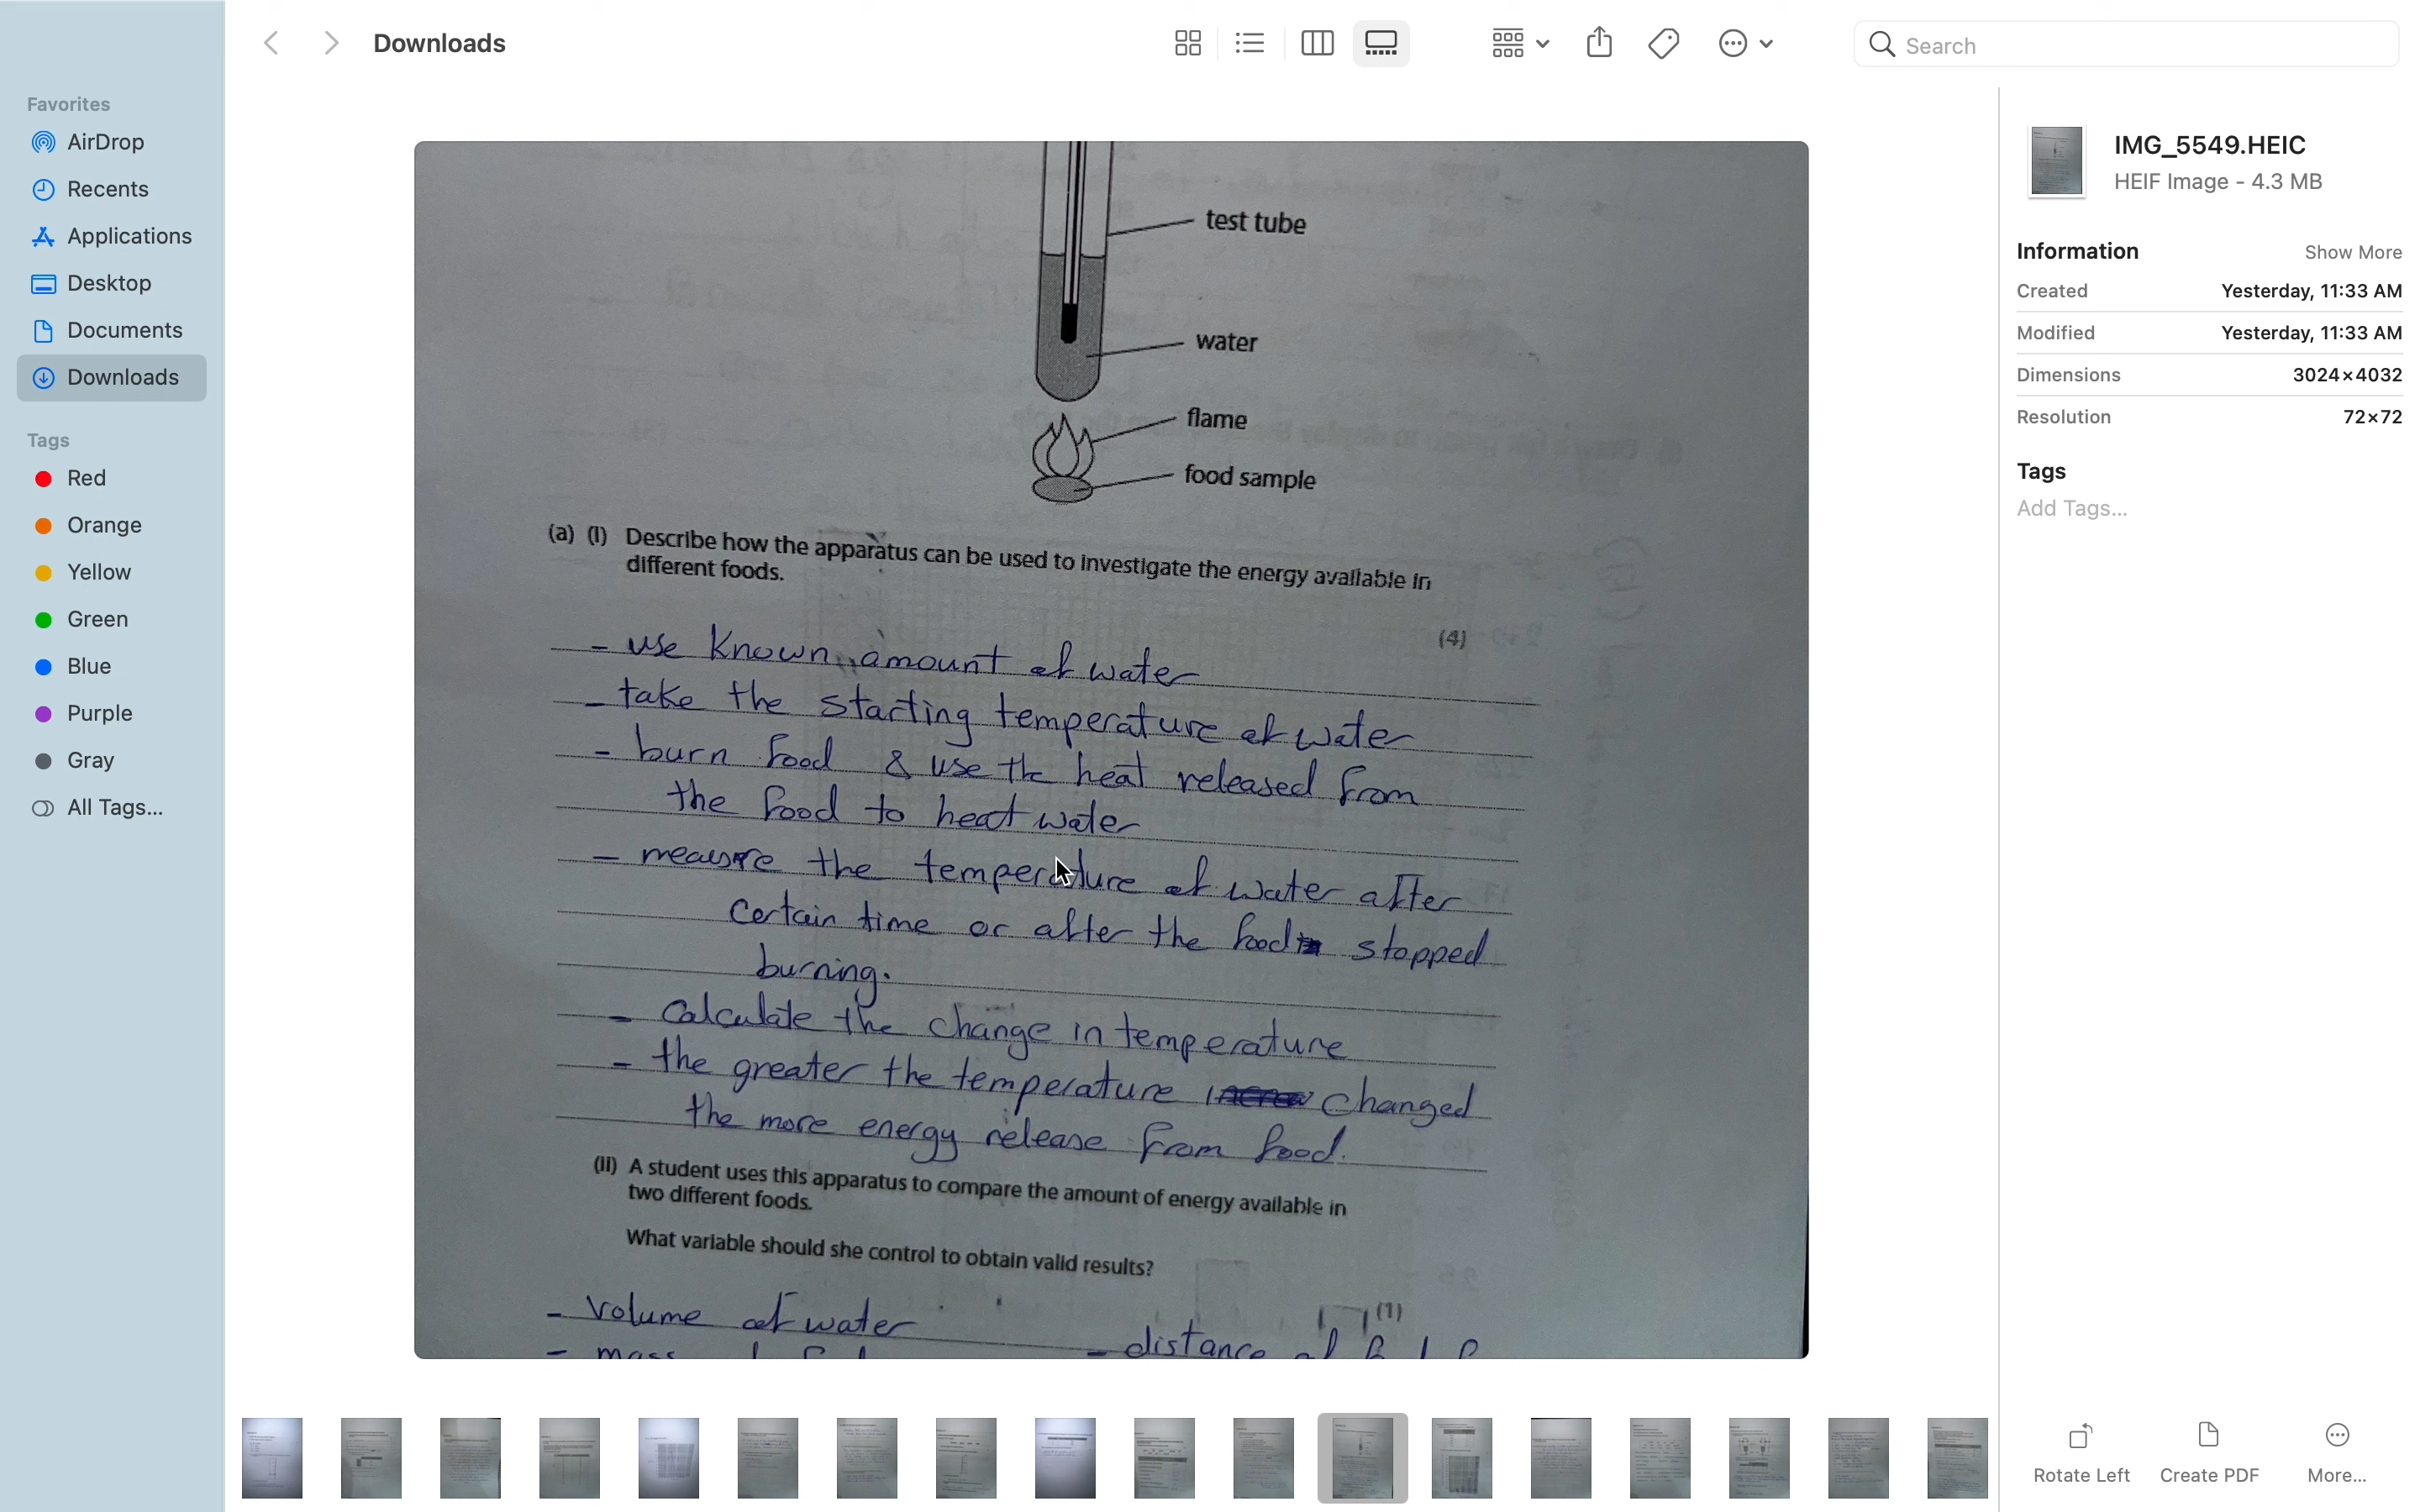 Downloads
Search
Favorites
AirDrop
Recents
Applications
Desktop
Documents
Downloads
Tags
Red
Orange
Yellow
Green
Blue
Purple
Gray
All Tags...
test tube
water
flame
food sample
(a) (i) Describe how the apparatus can be used to investigate the energy available in
different foods.
(4)
- use known amount of water
- take the starting temperature of water
- burn food & use the heat released from
the food to heat water
- measure the temperature of water after
certain time or after the food stopped
burning.
- Calculate the change in temperature
- the greater the temperature changed
the more energy release from food.
(ii) A student uses this apparatus to compare the amount of energy available in
two different foods.
What variable should she control to obtain valid results?
(1)
- volume of water
- mass
- distance of
IMG_5549.HEIC
HEIF Image - 4.3 MB
Information Show More
Created Yesterday, 11:33 AM
Modified Yesterday, 11:33 AM
Dimensions 3024×4032
Resolution 72×72
Tags
Add Tags...
Rotate Left Create PDF More...